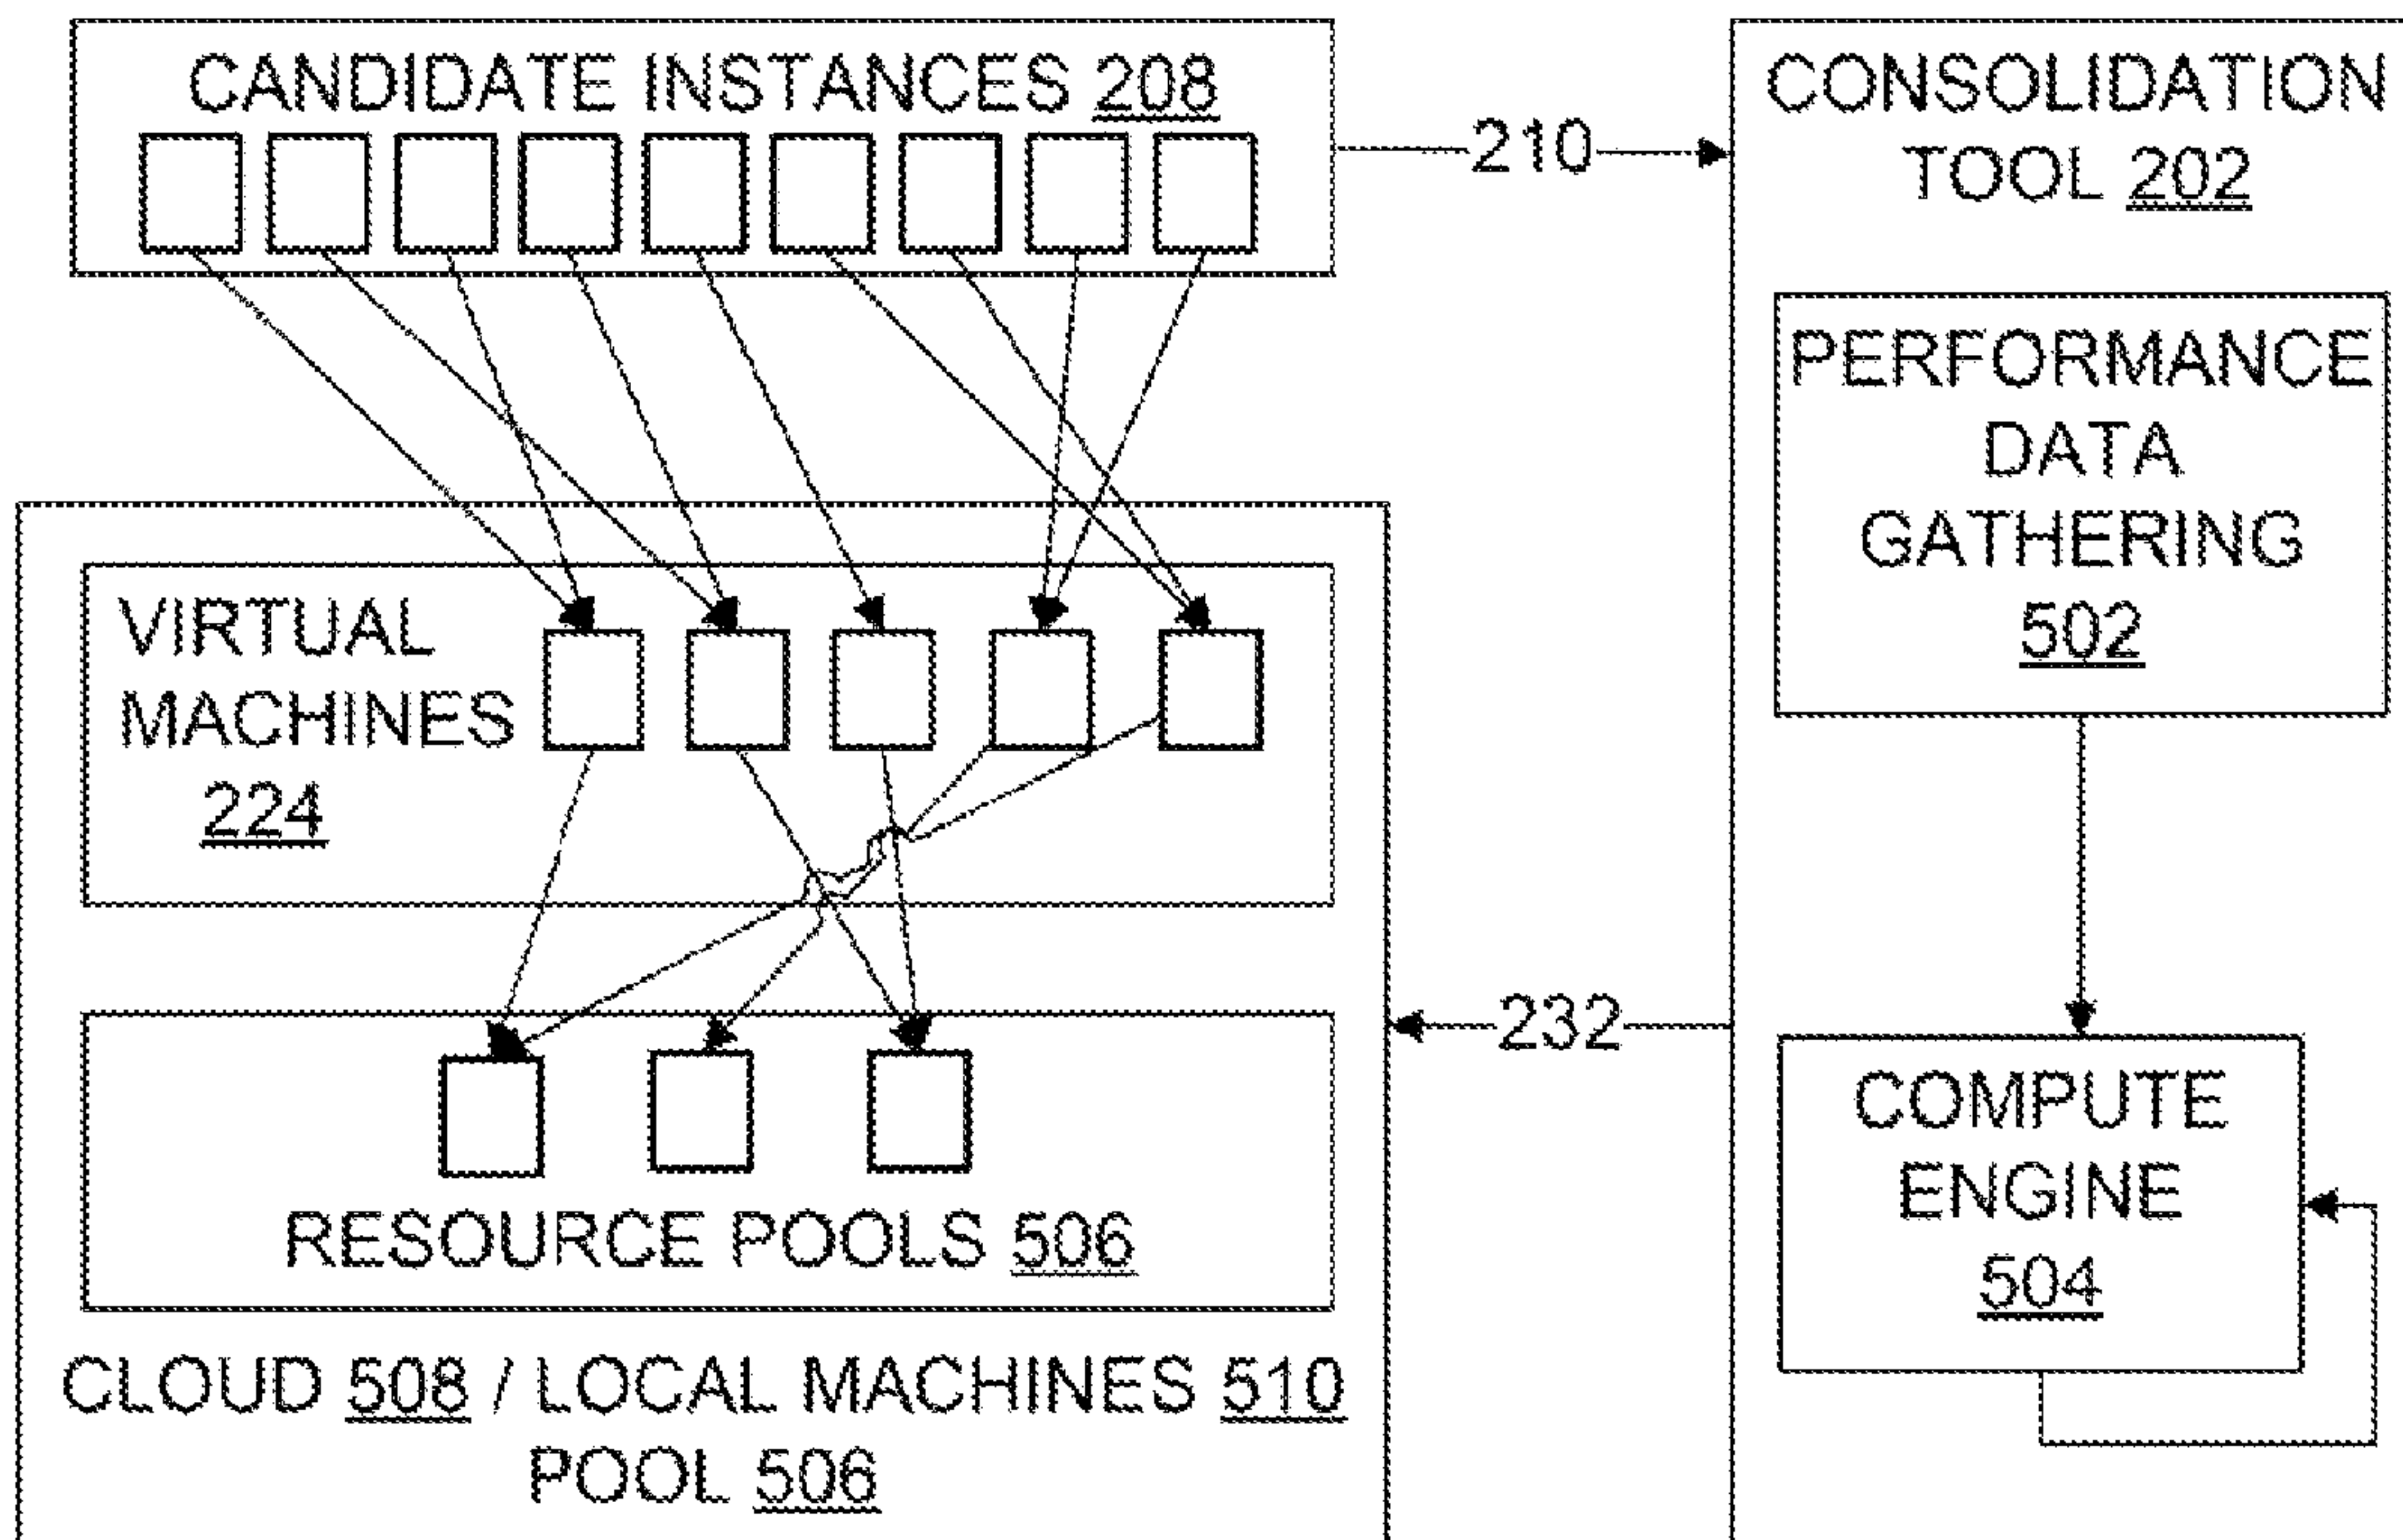 CANDIDATE INSTANCES 208
210
CONSOLIDATION
TOOL 202
PERFORMANCE
DATA
GATHERING
502
VIRTUAL
MACHINES
224
232
COMPUTE
ENGINE
504
RESOURCE POOLS 506
CLOUD 508 / LOCAL MACHINES 510
POOL 506